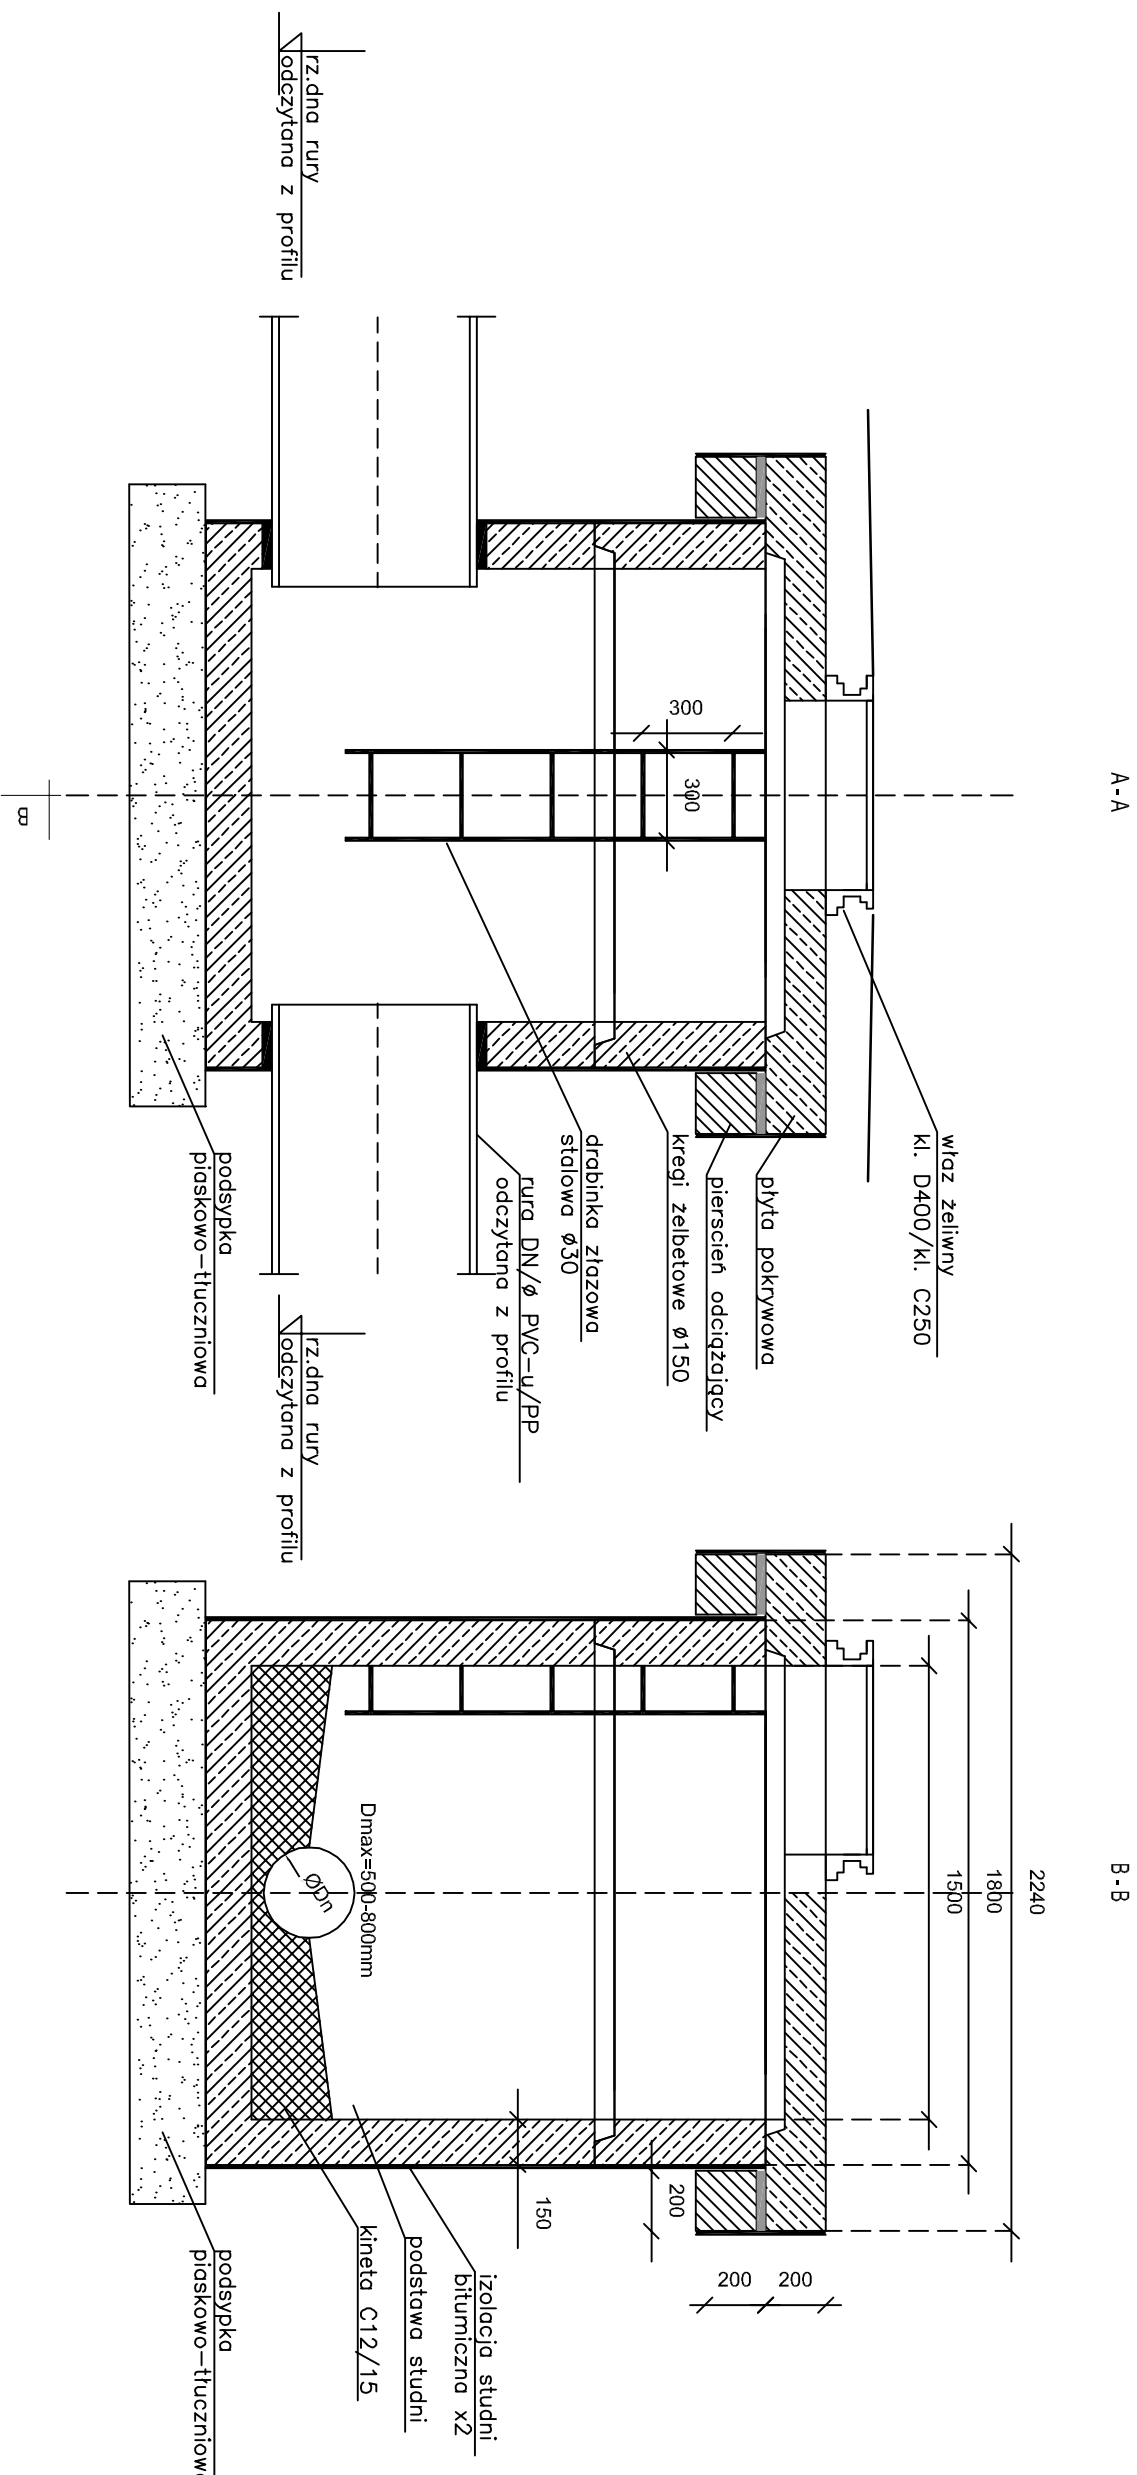 A-A
właz żeliwny
kl. D400/kl. C250
płyta pokrywowa
pierscień odciążający
kręgi żelbetowe ø150
drabinka złazowa
stalowa ø30
rura DN/ø PVC-u/PP
odczytana z profilu
300
300
rz.dna rury
odczytana z profilu
rz.dna rury
odczytana z profilu
podsypka
piaskowo-tłuczniowa
B
B-B
2240
1800
1500
200
200
200
150
Dmax=500-800mm
ØDn
izolacja studni
bitumiczna x2
podstawa studni
kineta C12/15
podsypka